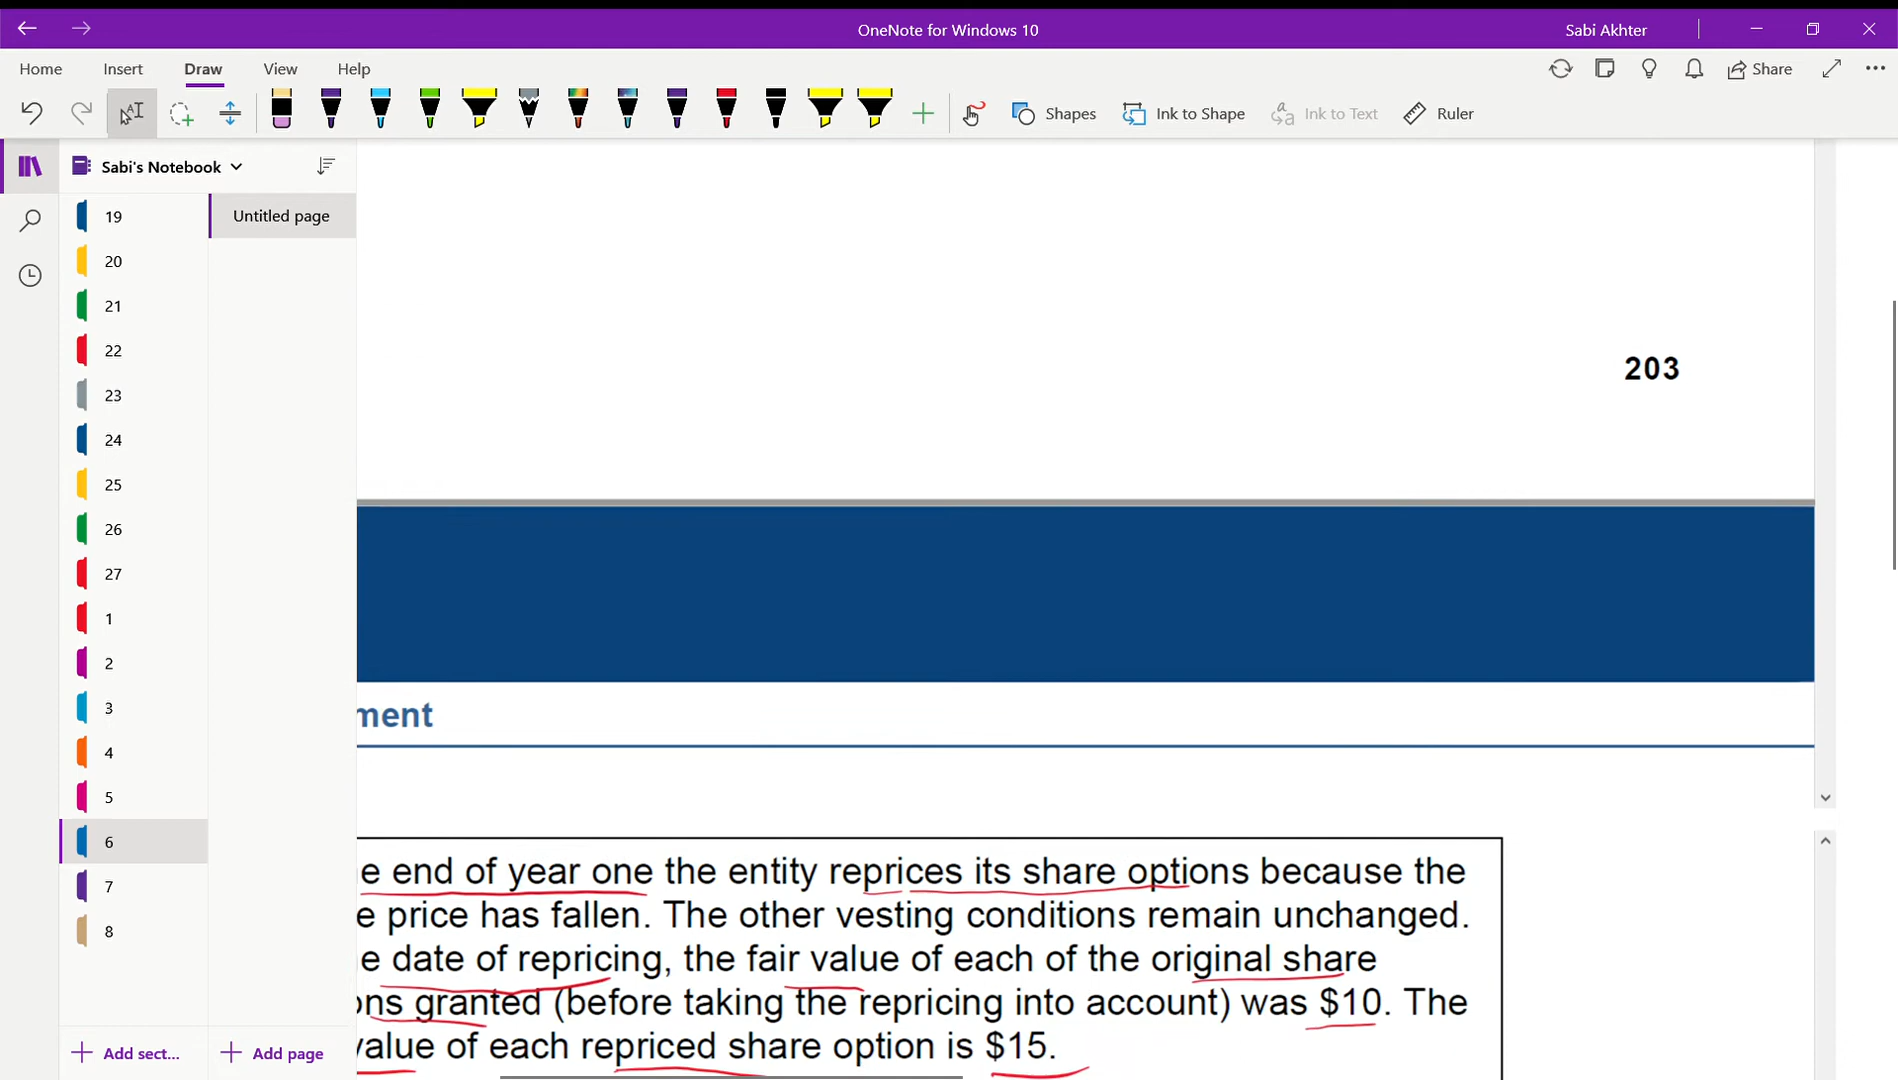 OneNote for Windows 10
Sabi Akhter
Home Insert Draw View Help
Share
Shapes Ink to Shape Ink to Text Ruler
Sabi's Notebook
Untitled page
19
20
21
22
23
24
25
26
27
1
2
3
4
5
6
7
8
Add sect...
Add page
203
ment
e end of year one the entity reprices its share options because the
e price has fallen. The other vesting conditions remain unchanged.
e date of repricing, the fair value of each of the original share
ons granted (before taking the repricing into account) was $10. The
value of each repriced share option is $15.